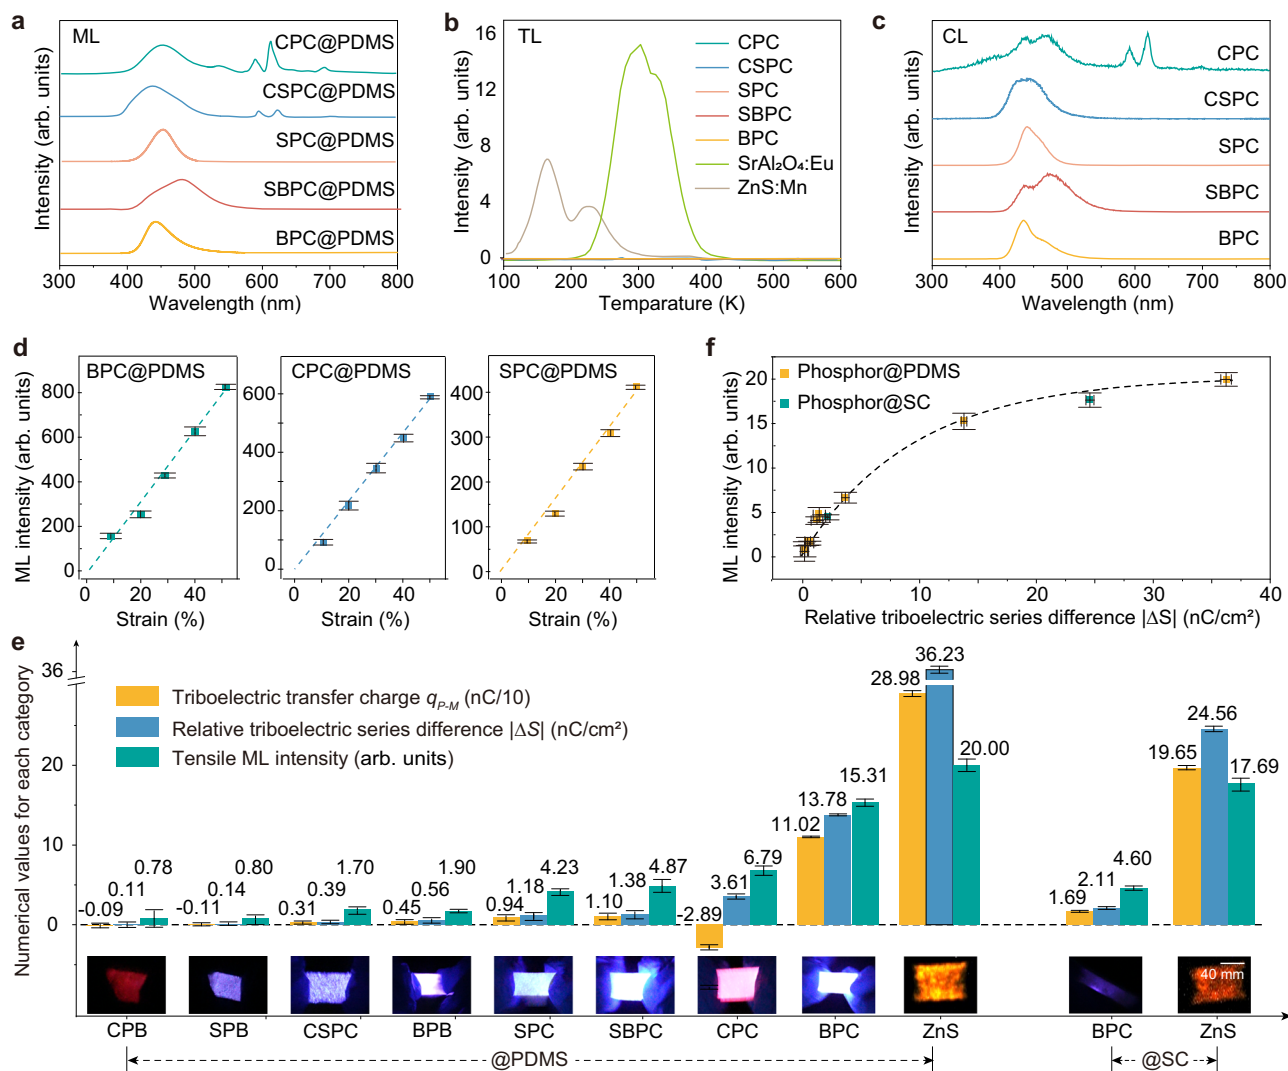 a
ML
CPC@PDMS
CSPC@PDMS
SPC@PDMS
SBPC@PDMS
BPC@PDMS
Intensity (arb. units)
300 400 500 600 700 800
Wavelength (nm)
b
TL
16
12
8
4
0
CPC
CSPC
SPC
SBPC
BPC
SrAl₂O₄:Eu
ZnS:Mn
Intensity (arb. units)
100 200 300 400 500 600
Temparature (K)
c
CL
CPC
CSPC
SPC
SBPC
BPC
Intensity (arb. units)
300 400 500 600 700 800
Wavelength (nm)
d
BPC@PDMS
800
600
400
200
0
ML intensity (arb. units)
0 20 40
Strain (%)
CPC@PDMS
600
400
200
0
0 20 40
Strain (%)
SPC@PDMS
400
300
200
100
0
0 20 40
Strain (%)
f
Phosphor@PDMS
Phosphor@SC
20
15
10
5
0
ML intensity (arb. units)
0 10 20 30 40
Relative triboelectric series difference |ΔS| (nC/cm²)
e
Numerical values for each category
36
20
10
0
Triboelectric transfer charge qP-M (nC/10)
Relative triboelectric series difference |ΔS| (nC/cm²)
Tensile ML intensity (arb. units)
-0.09 0.11 0.78
-0.11 0.14 0.80
0.31 0.39 1.70
0.45 0.56 1.90
0.94 1.18 4.23
1.10 1.38 4.87
-2.89 3.61 6.79
11.02 13.78 15.31
28.98 36.23 20.00
1.69 2.11 4.60
19.65 24.56 17.69
40 mm
CPB SPB CSPC BPB SPC SBPC CPC BPC ZnS BPC ZnS
@PDMS @SC